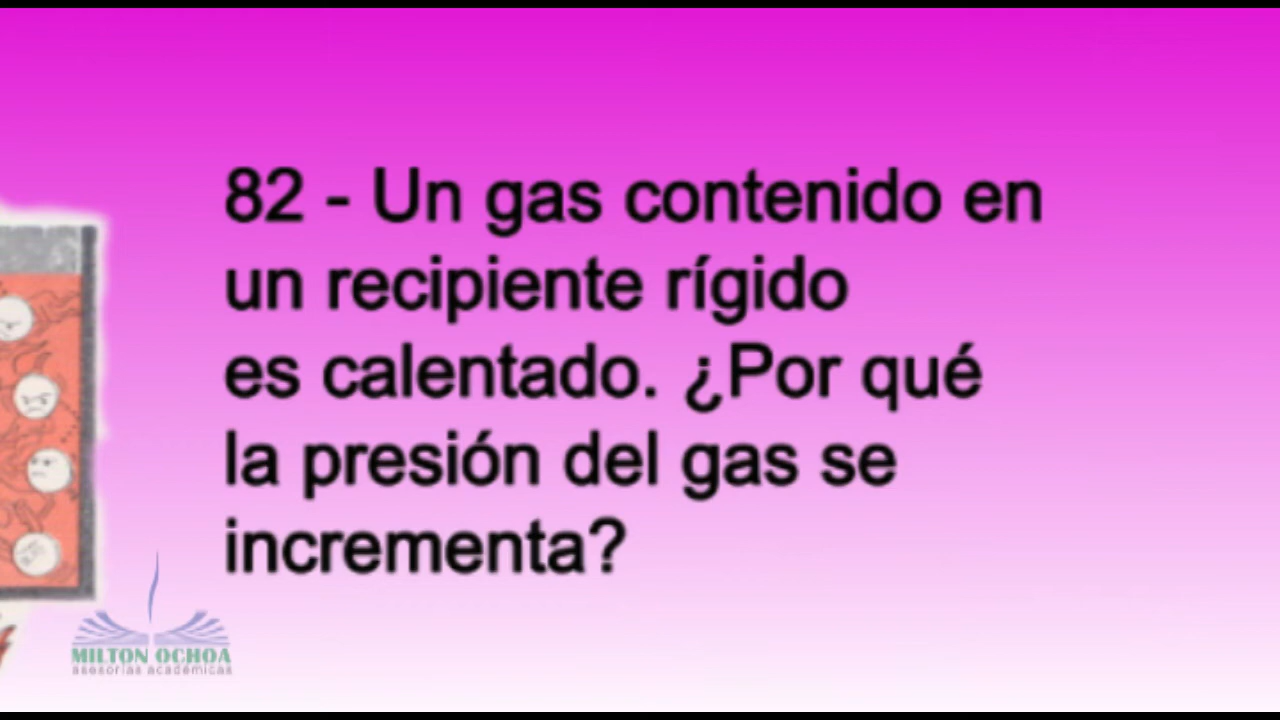 82 - Un gas contenido en
un recipiente rígido
es calentado. ¿Por qué
la presión del gas se
incrementa?
MILTON OCHOA
asesorías académicas